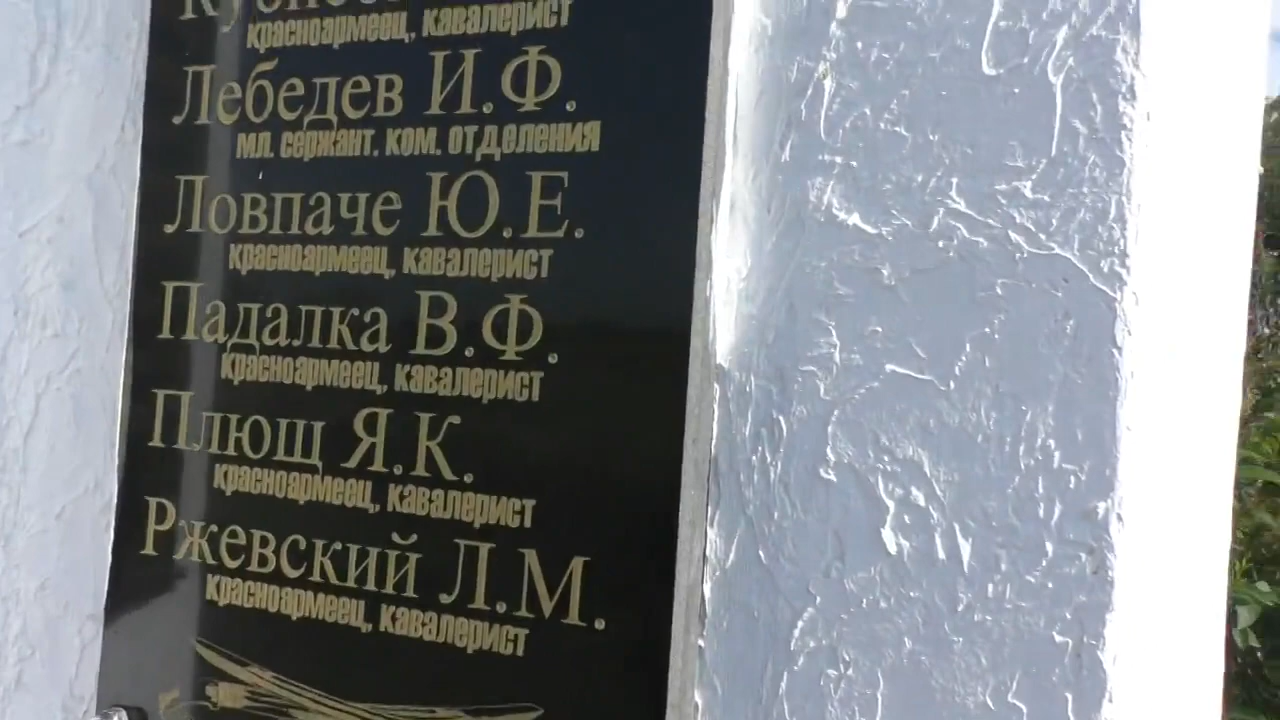 красноармеец, кавалерист
Лебедев И.Ф.
мл. сержант. ком. отделения
Ловпаче Ю.Е.
красноармеец, кавалерист
Падалка В.Ф.
красноармеец, кавалерист
Плющ Я.К.
красноармеец, кавалерист
Ржевский Л.М.
красноармеец, кавалерист